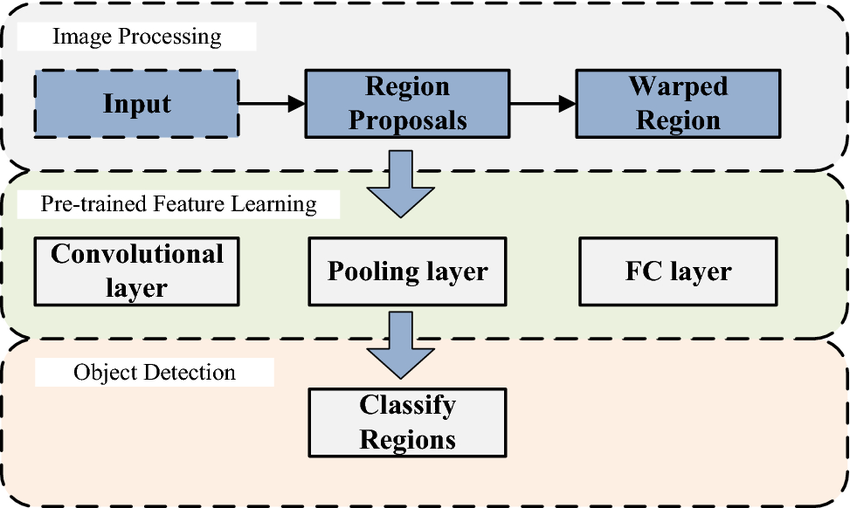 Image Processing
Input
Region
Proposals
Warped
Region
Pre-trained Feature Learning
Convolutional
layer
Pooling layer
FC layer
Object Detection
Classify
Regions